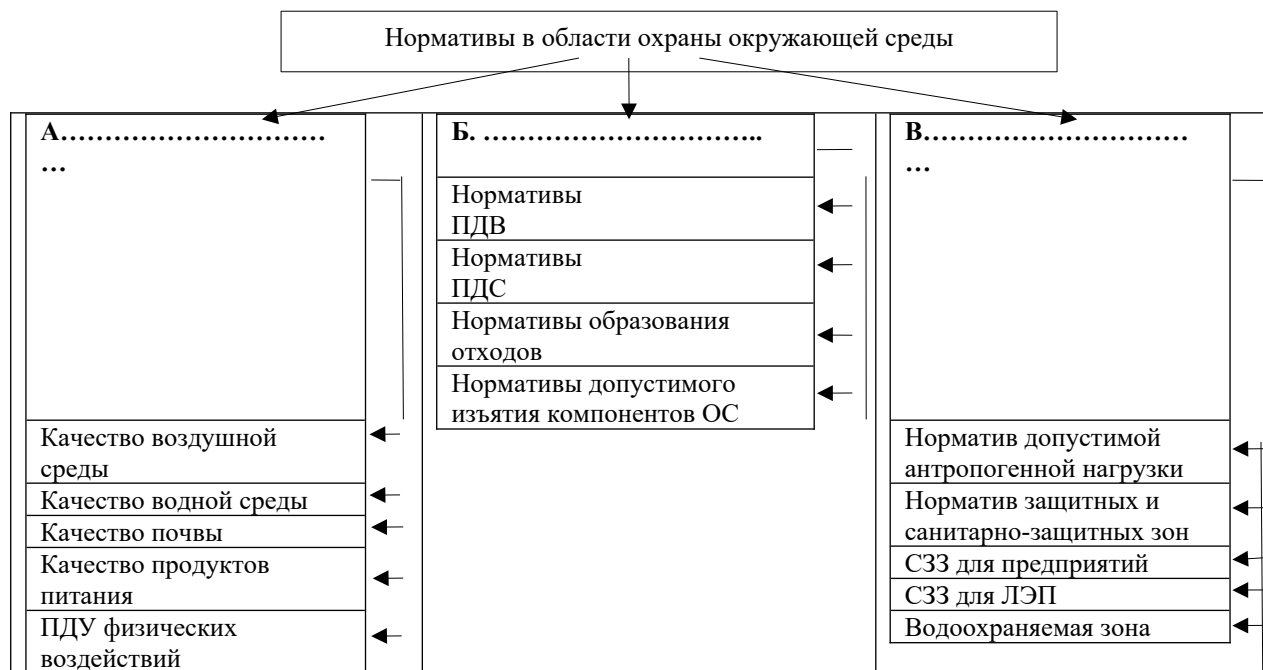 Нормативы в области охраны окружающей среды
А…………………………
…
Б. …………………………..
В………………………
…
Нормативы
ПДВ
Нормативы
ПДС
Нормативы образования
отходов
Нормативы допустимого
изъятия компонентов ОС
Качество воздушной
среды
Качество водной среды
Качество почвы
Качество продуктов
питания
ПДУ физических
воздействий
Норматив допустимой
антропогенной нагрузки
Норматив защитных и
санитарно-защитных зон
СЗЗ для предприятий
СЗЗ для ЛЭП
Водоохраняемая зона